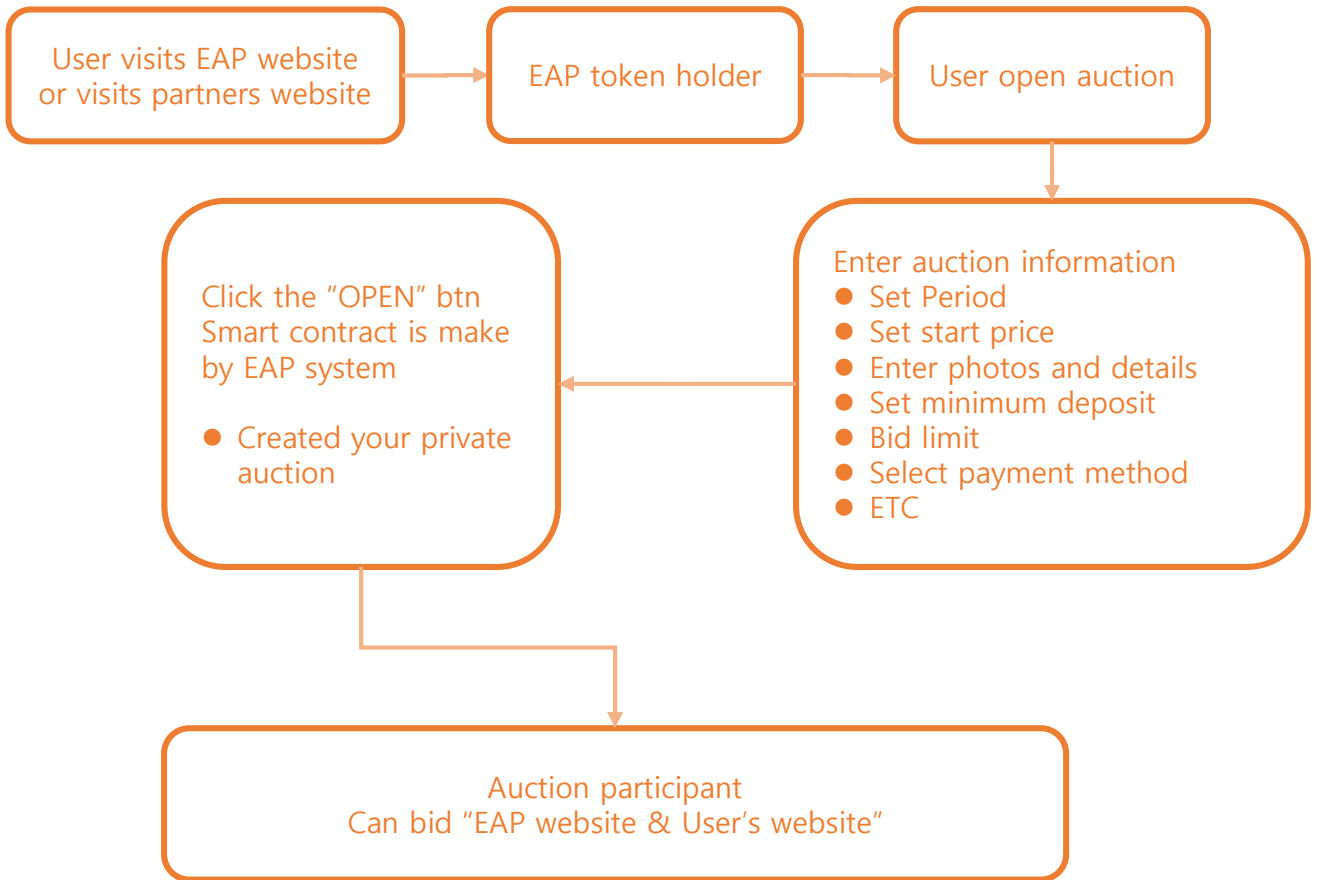 User visits EAP website
or visits partners website
EAP token holder
User open auction
Enter auction information
● Set Period
● Set start price
● Enter photos and details
● Set minimum deposit
● Bid limit
● Select payment method
● ETC
Click the "OPEN" btn
Smart contract is make
by EAP system
● Created your private
auction
Auction participant
Can bid "EAP website & User's website"